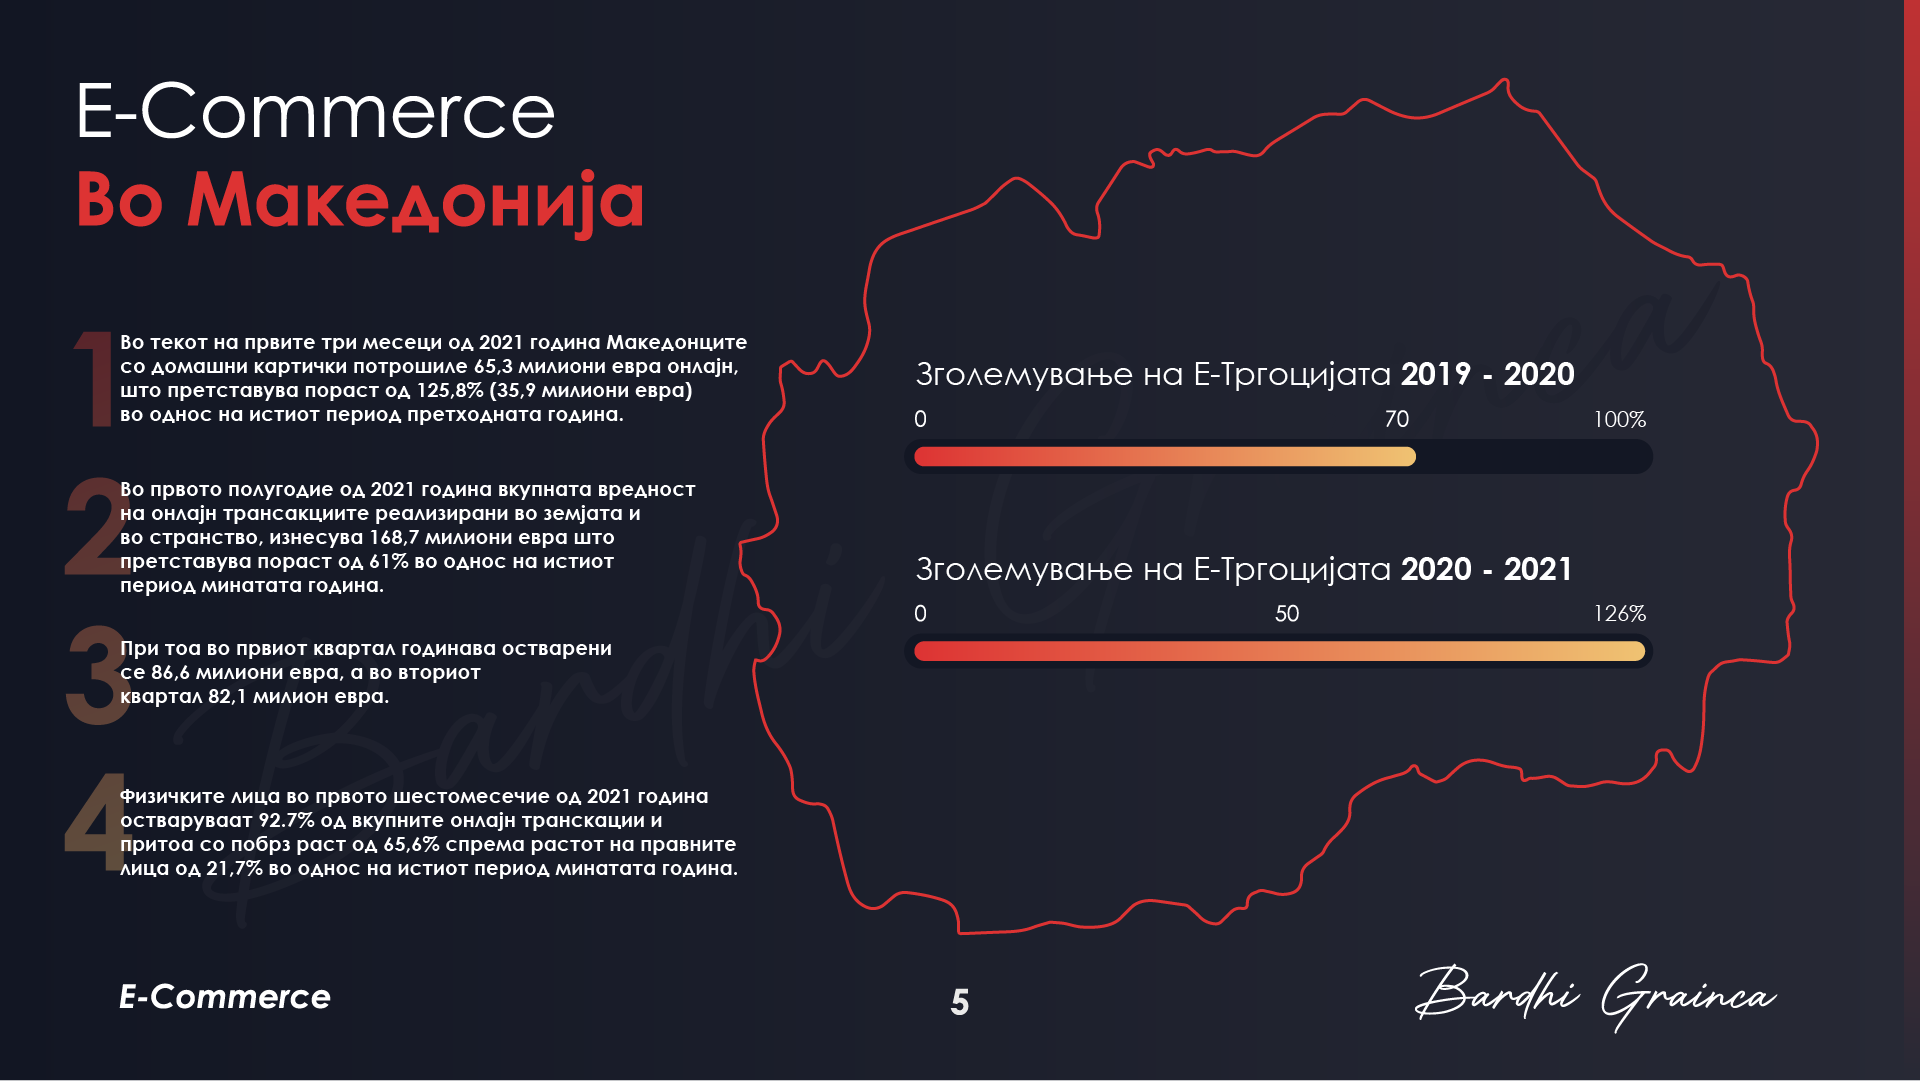 E-Commerce
Во Македонија
1
Во текот на првите три месеци од 2021 година Македонците
со домашни картички потрошиле 65,3 милиони евра онлајн,
што претставува пораст од 125,8% (35,9 милиони евра)
во однос на истиот период претходната година.
2
Во првото полугодие од 2021 година вкупната вредност
на онлајн трансакциите реализирани во земјата и
во странство, изнесува 168,7 милиони евра што
претставува пораст од 61% во однос на истиот
период минатата година.
3
При тоа во првиот квартал годинава остварени
се 86,6 милиони евра, а во вториот
квартал 82,1 милион евра.
4
Физичките лица во првото шестомесечие од 2021 година
остваруваат 92.7% од вкупните онлајн транскации и
притоа со побрз раст од 65,6% спрема растот на правните
лица од 21,7% во однос на истиот период минатата година.
Зголемување на Е-Тргоцијата 2019 - 2020
0 70 100%
Зголемување на Е-Тргоцијата 2020 - 2021
0 50 126%
Bardhi Grainca
E-Commerce
5
Bardhi Grainca